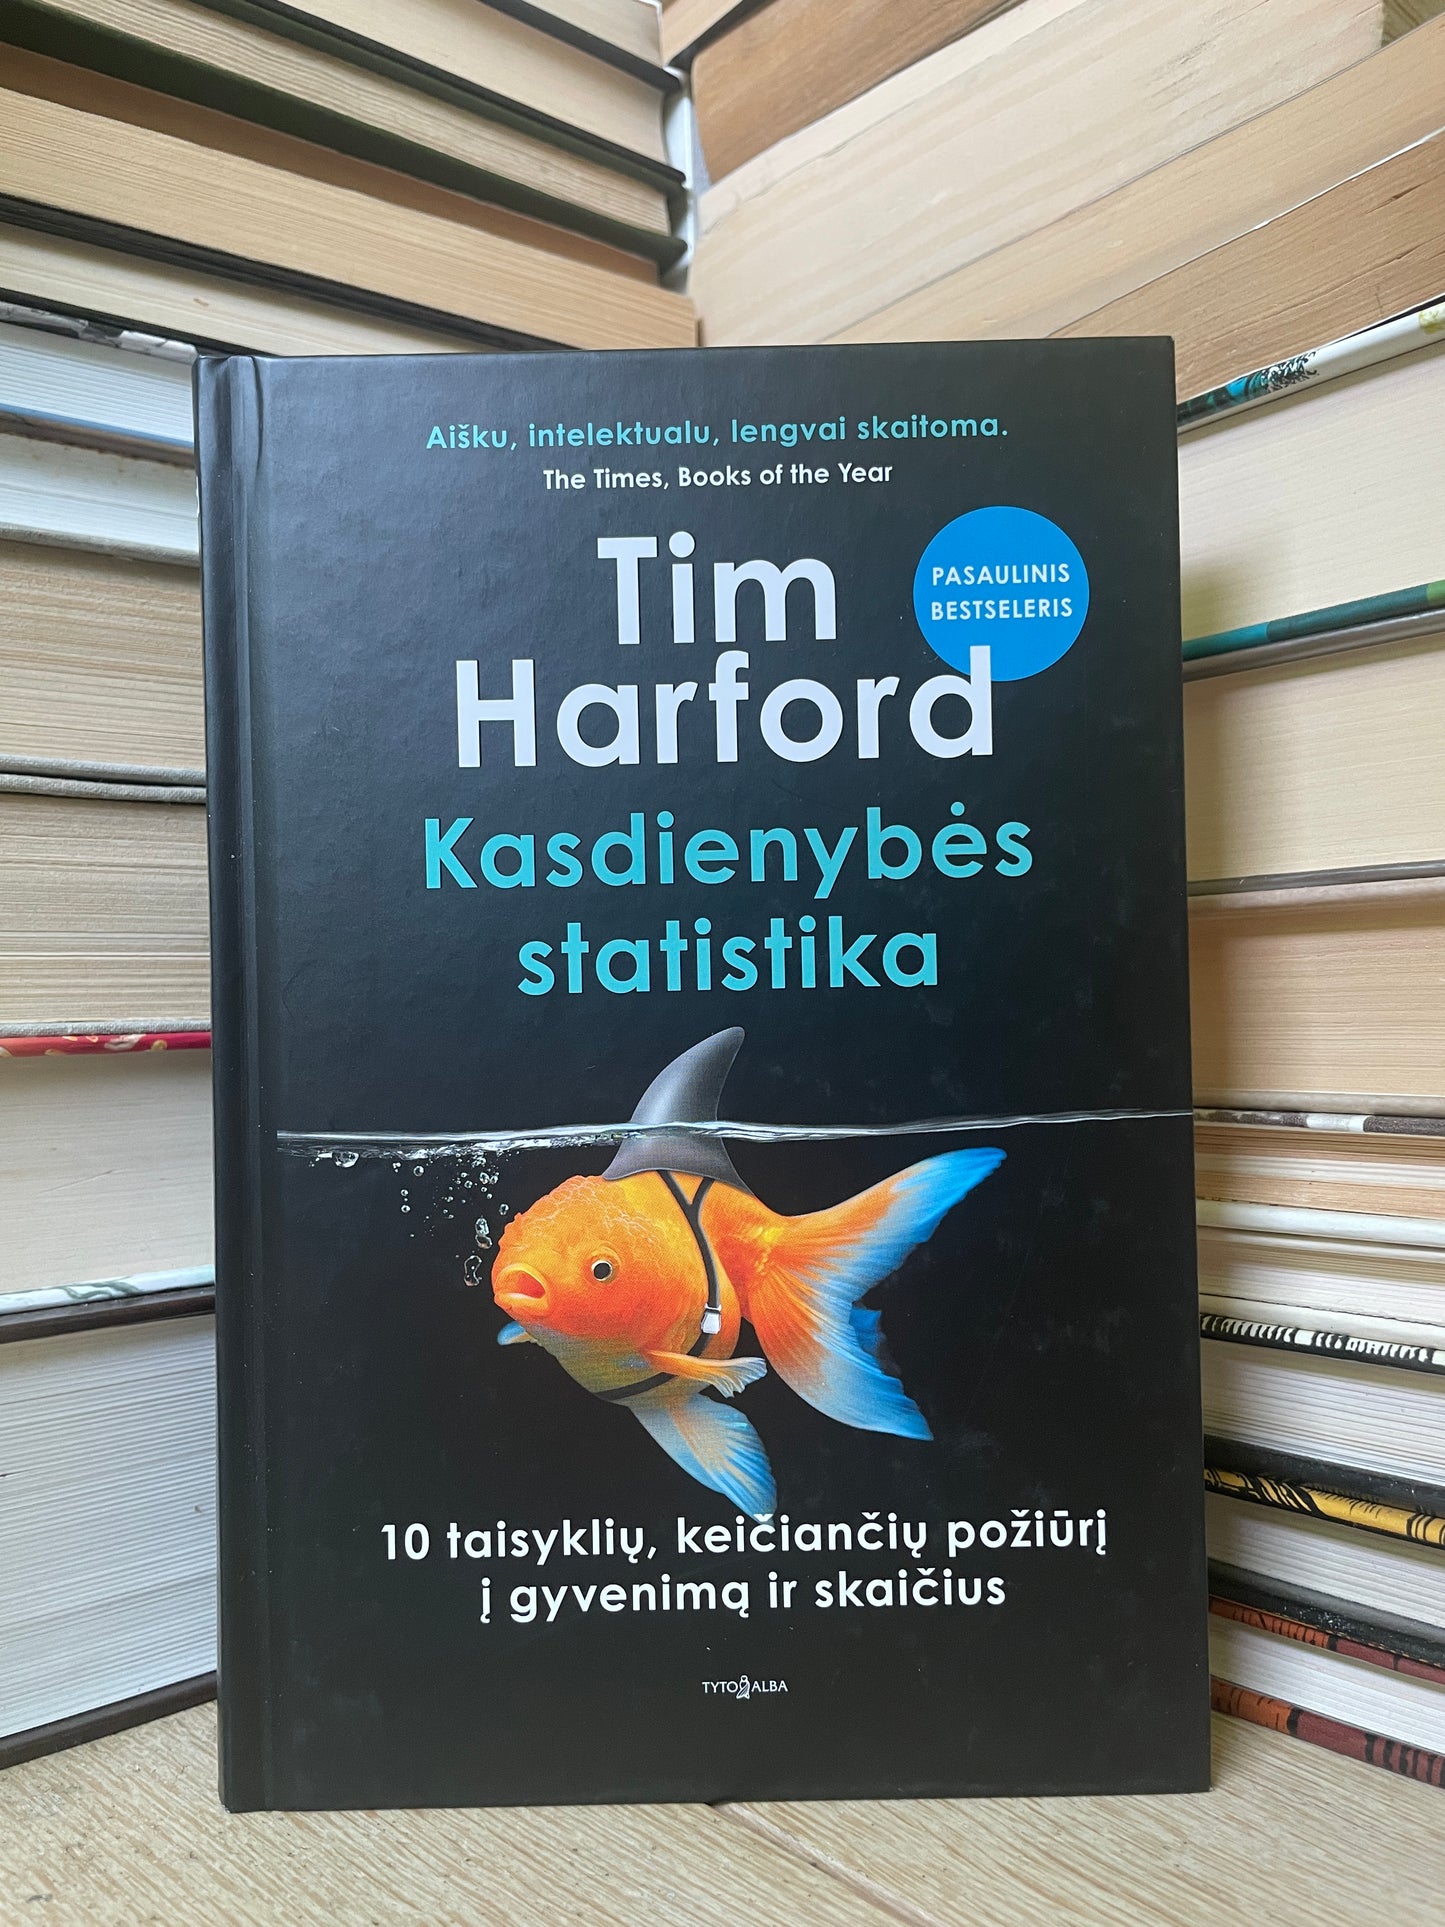 Aišku, intelektualu, lengvai skaitoma.
The Times, Books of the Year
Tim
Harford
PASAULINIS
BESTSELERIS
Kasdienybės
statistika
10 taisyklių, keičiančių požiūrį
į gyvenimą ir skaičius
TYTO ALBA